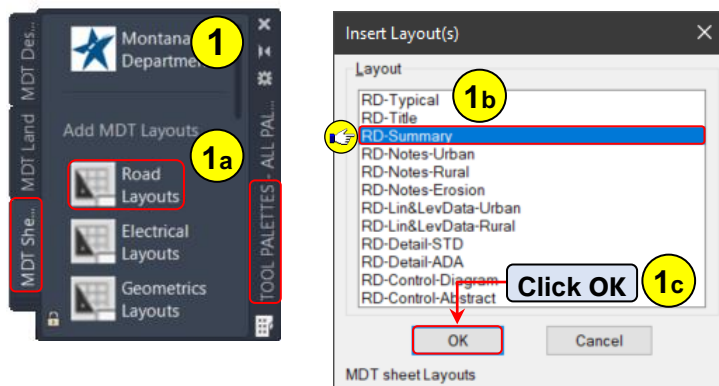 MDT Des...
MDT Land
MDT She...
Montana
Departme
1
Add MDT Layouts
1a
Road
Layouts
Electrical
Layouts
Geometrics
Layouts
TOOL PALETTES - ALL PAL...
Insert Layout(s)
Layout
1b
RD-Typical
RD-Title
RD-Summary
RD-Notes-Urban
RD-Notes-Rural
RD-Notes-Erosion
RD-Lin&LevData-Urban
RD-Lin&LevData-Rural
RD-Detail-STD
RD-Detail-ADA
RD-Control-Diagram
RD-Control-Abstract
Click OK
1c
OK
Cancel
MDT sheet Layouts